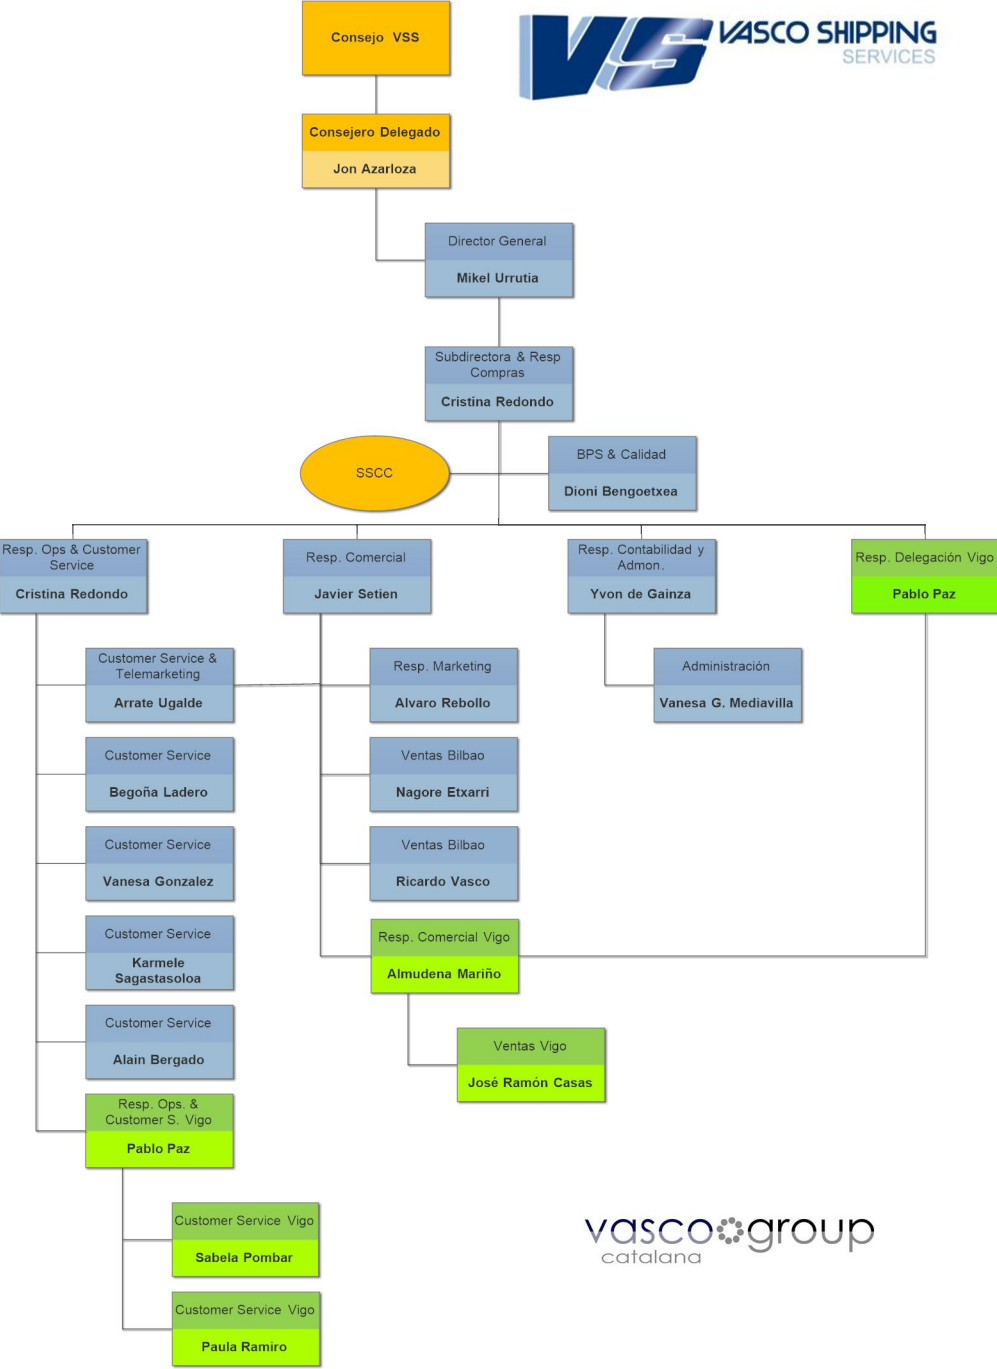 Consejo VSS
VS VASCO SHIPPING
SERVICES
Consejero Delegado
Jon Azarloza
Director General
Mikel Urrutia
Subdirectora & Resp
Compras
Cristina Redondo
SSCC
BPS & Calidad
Dioni Bengoetxea
Resp. Ops & Customer
Service
Cristina Redondo
Resp. Comercial
Javier Setien
Resp. Contabilidad y
Admon.
Yvon de Gainza
Resp. Delegación Vigo
Pablo Paz
Customer Service &
Telemarketing
Arrate Ugalde
Resp. Marketing
Alvaro Rebollo
Administración
Vanesa G. Mediavilla
Customer Service
Begoña Ladero
Ventas Bilbao
Nagore Etxarri
Customer Service
Vanesa Gonzalez
Ventas Bilbao
Ricardo Vasco
Customer Service
Karmele
Sagastasoloa
Resp. Comercial Vigo
Almudena Mariño
Customer Service
Alain Bergado
Ventas Vigo
José Ramón Casas
Resp. Ops. &
Customer S. Vigo
Pablo Paz
Customer Service Vigo
Sabela Pombar
Customer Service Vigo
Paula Ramiro
vasco group
catalana